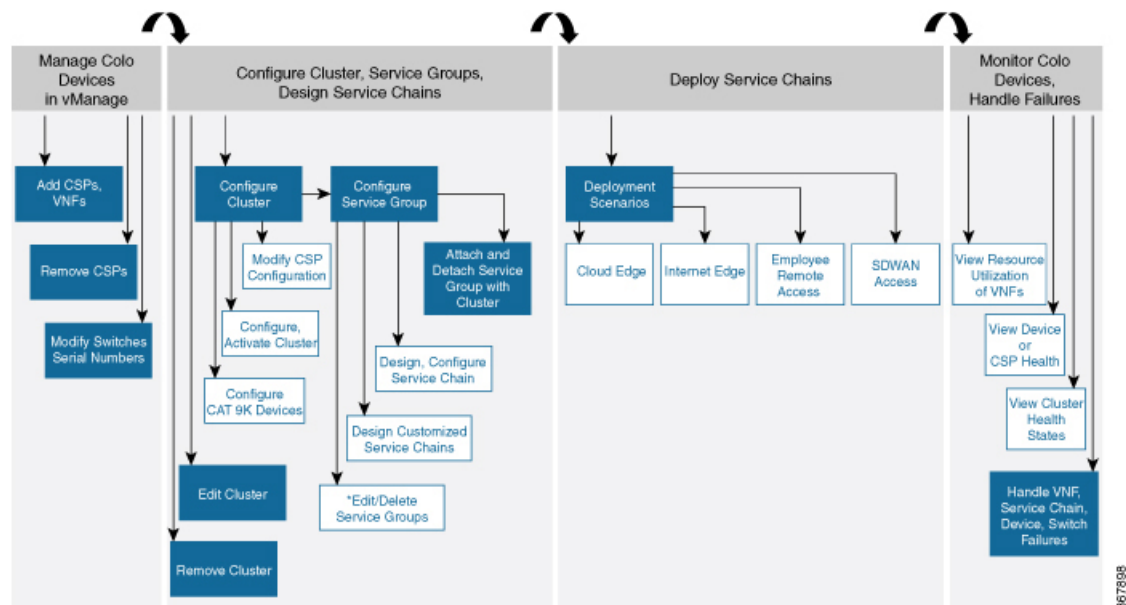 Manage Colo
Devices
in vManage
Configure Cluster, Service Groups,
Design Service Chains
Deploy Service Chains
Monitor Colo
Devices,
Handle Failures
Add CSPs,
VNFs
Remove CSPs
Modify Switches
Serial Numbers
Configure
Cluster
Configure
Service Group
Modify CSP
Configuration
Attach and
Detach Service
Group with
Cluster
Configure,
Activate Cluster
Design, Configure
Service Chain
Configure
CAT 9K Devices
Design Customized
Service Chains
Edit Cluster
*Edit/Delete
Service Groups
Remove Cluster
Deployment
Scenarios
Cloud Edge
Internet Edge
Employee
Remote
Access
SDWAN
Access
View Resource
Utilization
of VNFs
View Device
or
CSP Health
View Cluster
Health
States
Handle VNF,
Service Chain,
Device, Switch
Failures
367898